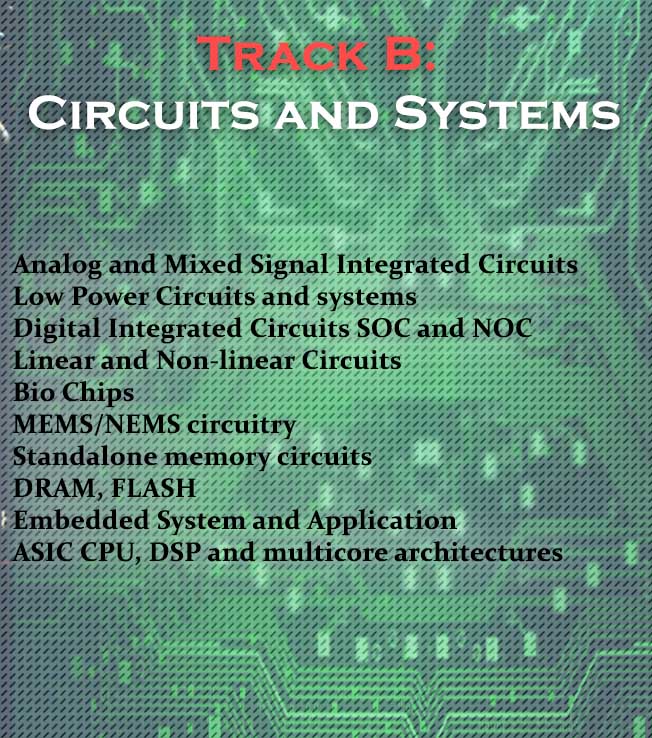 Track B:
Circuits and Systems
Analog and Mixed Signal Integrated Circuits
Low Power Circuits and systems
Digital Integrated Circuits SOC and NOC
Linear and Non-linear Circuits
Bio Chips
MEMS/NEMS circuitry
Standalone memory circuits
DRAM, FLASH
Embedded System and Application
ASIC CPU, DSP and multicore architectures